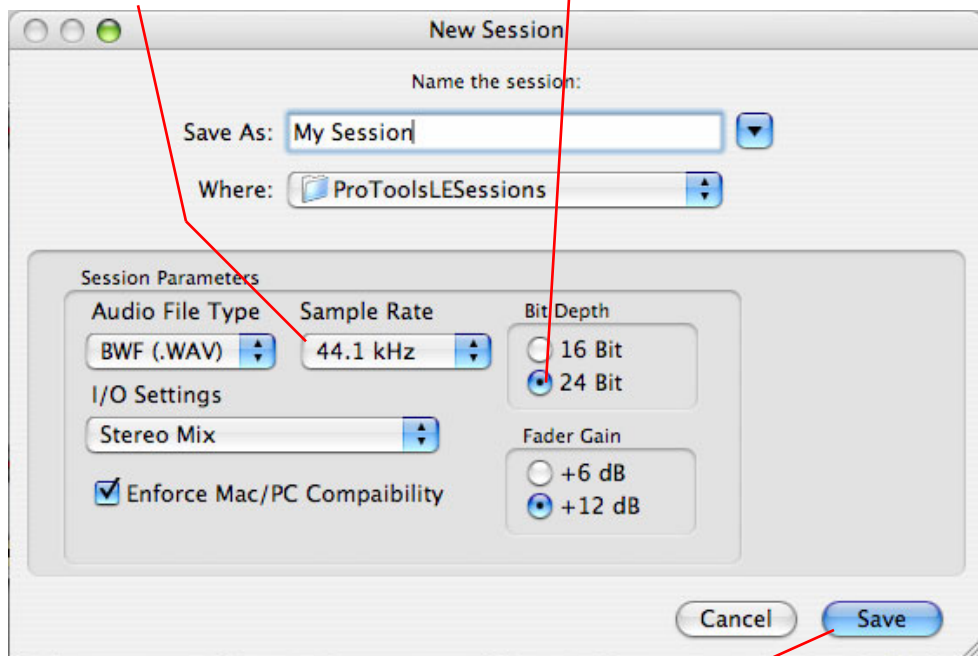 New Session
Name the session:
Save As: My Session
Where: ProToolsLESessions
Session Parameters
Audio File Type Sample Rate Bit Depth
BWF (.WAV) 44.1 kHz 16 Bit
24 Bit
I/O Settings
Stereo Mix Fader Gain
+6 dB
Enforce Mac/PC Compaibility +12 dB
Cancel Save